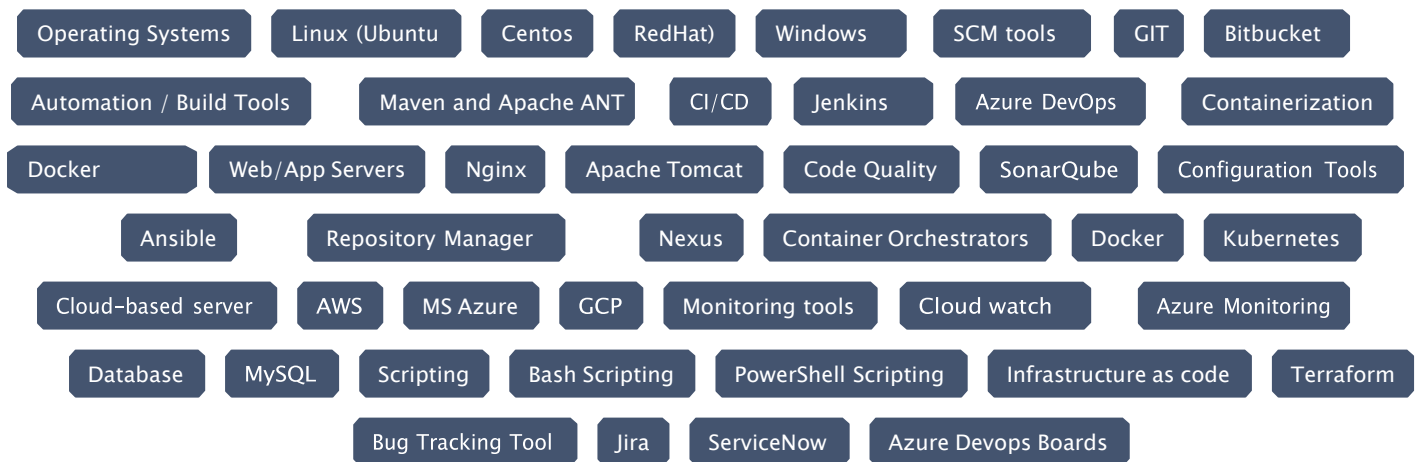 Operating Systems Linux (Ubuntu Centos RedHat) Windows SCM tools GIT Bitbucket
Automation / Build Tools Maven and Apache ANT CI/CD Jenkins Azure DevOps Containerization
Docker Web/App Servers Nginx Apache Tomcat Code Quality SonarQube Configuration Tools
Ansible Repository Manager Nexus Container Orchestrators Docker Kubernetes
Cloud-based server AWS MS Azure GCP Monitoring tools Cloud watch Azure Monitoring
Database MySQL Scripting Bash Scripting PowerShell Scripting Infrastructure as code Terraform
Bug Tracking Tool Jira ServiceNow Azure Devops Boards